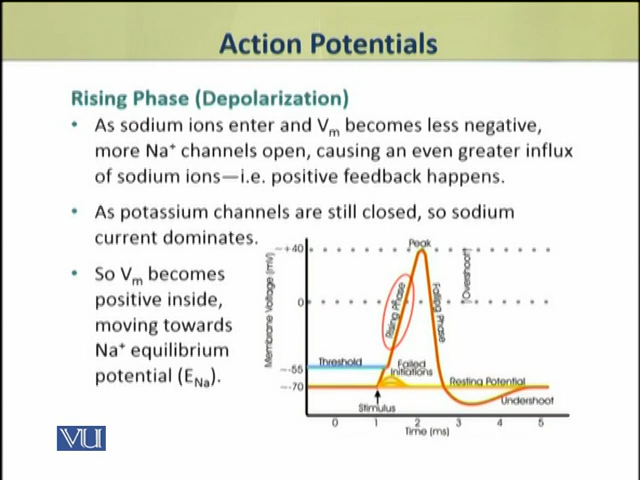 Action Potentials
Rising Phase (Depolarization)
• As sodium ions enter and Vm becomes less negative,
more Na⁺ channels open, causing an even greater influx
of sodium ions—i.e. positive feedback happens.
• As potassium channels are still closed, so sodium
current dominates.
• So Vm becomes
positive inside,
moving towards
Na⁺ equilibrium
potential (ENa).
Membrane Voltage (mV)
+40
0
-55
-70
Peak
Overshoot
Rising Phase
Falling Phase
Threshold
Failed
Initiations
Resting Potential
Undershoot
Stimulus
0 1 2 3 4 5
Time (ms)
VU